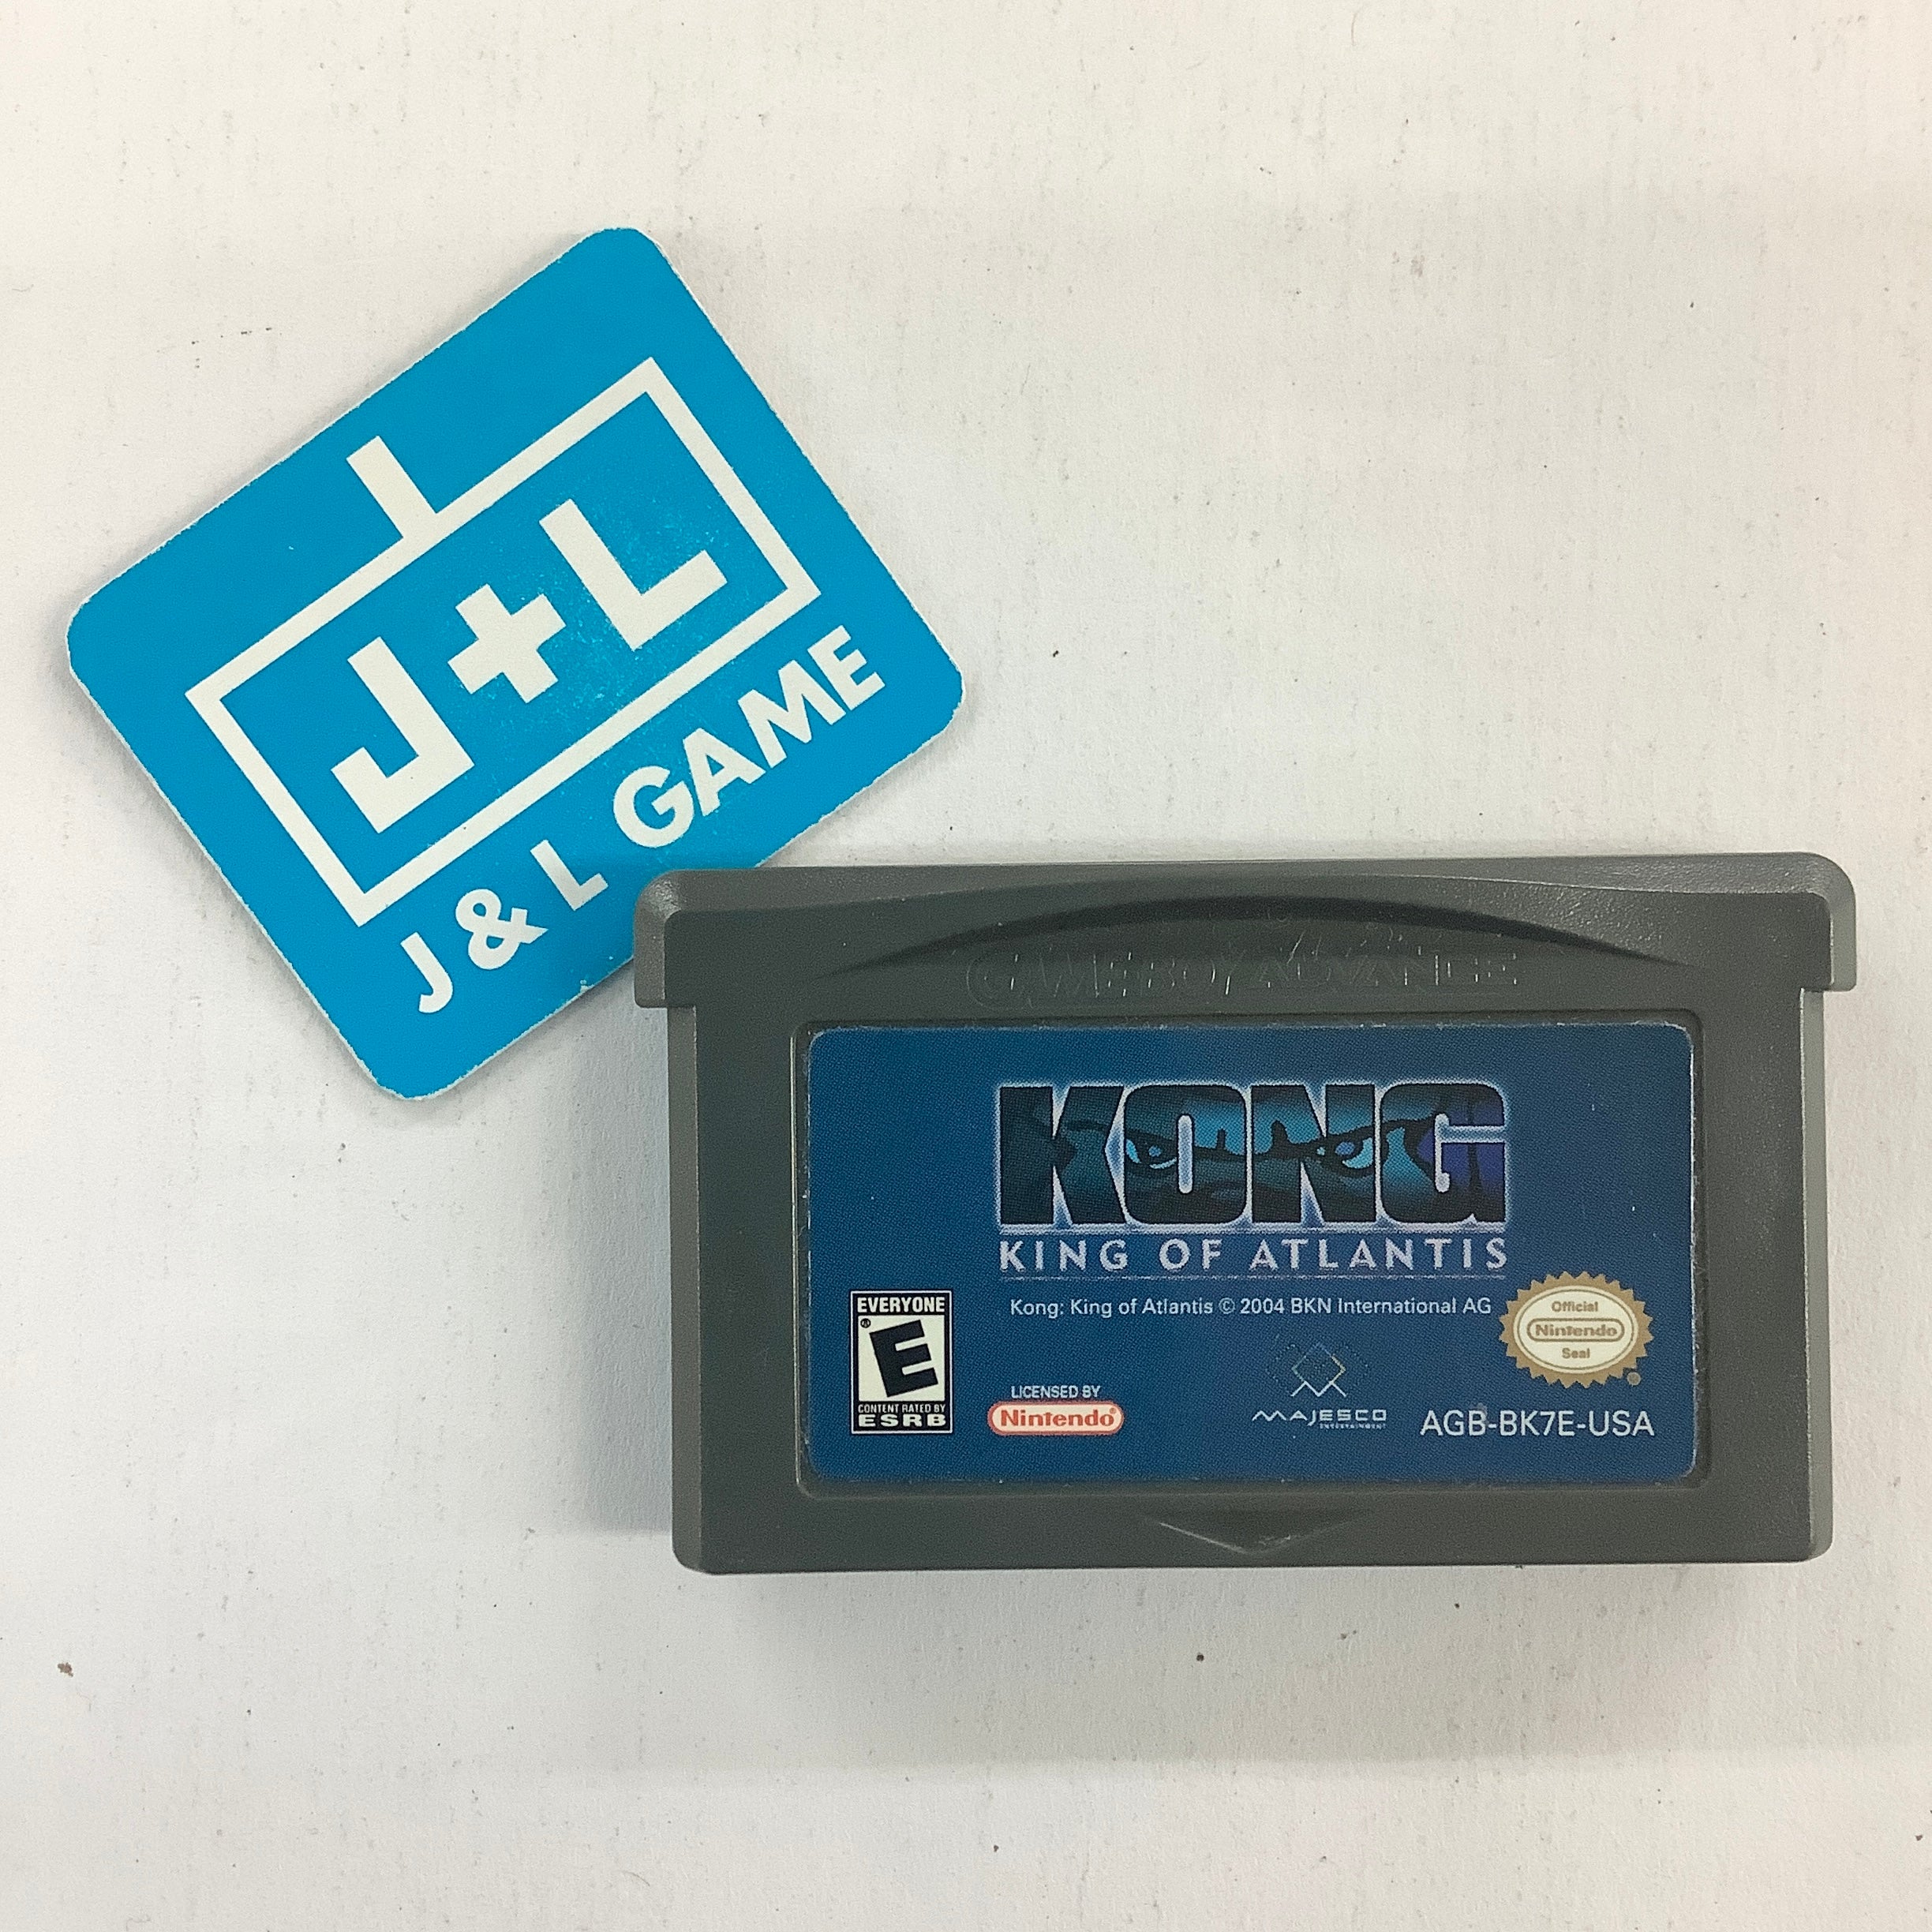 J+L
J & L GAME
GAME BOY ADVANCE
KONG
KING OF ATLANTIS
Kong: King of Atlantis © 2004 BKN International AG
EVERYONE
E
®
CONTENT RATED BY
ESRB
LICENSED BY
Nintendo®
MAJESCO
ENTERTAINMENT
Official
Nintendo
Seal
AGB-BK7E-USA